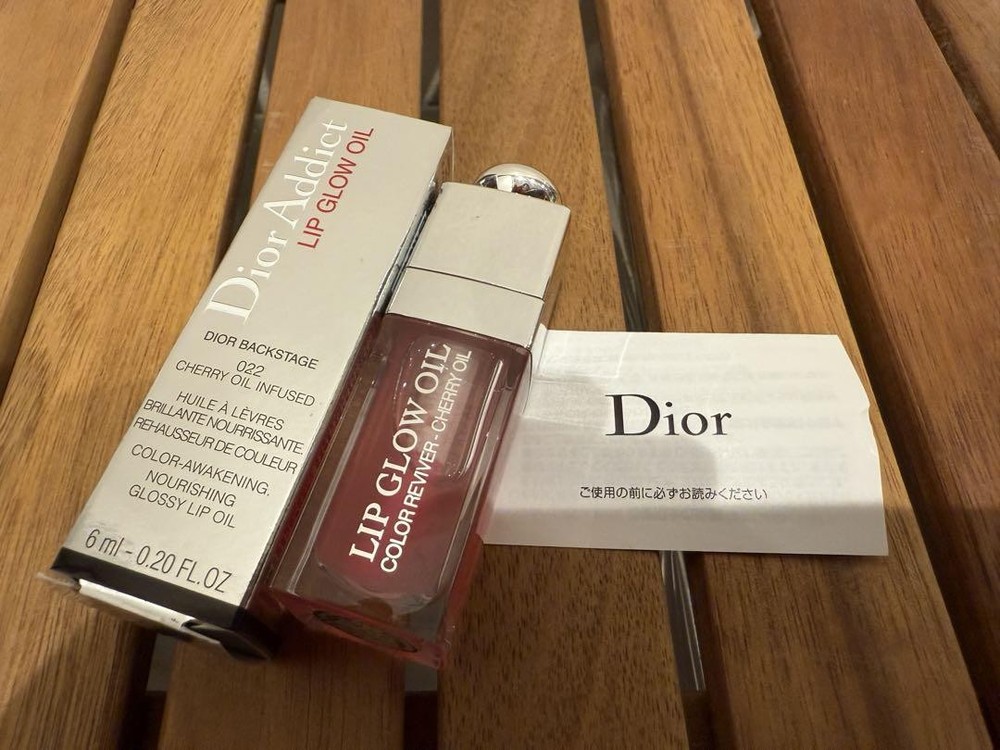 Dior Addict
LIP GLOW OIL
DIOR BACKSTAGE
022
CHERRY OIL INFUSED
HUILE À LÈVRES
BRILLANTE NOURRISSANTE,
REHAUSSEUR DE COULEUR
COLOR-AWAKENING,
NOURISHING
GLOSSY LIP OIL
6 ml - 0.20 FL.OZ
LIP GLOW OIL
COLOR REVIVER - CHERRY OIL
Dior
ご使用の前に必ずお読みください